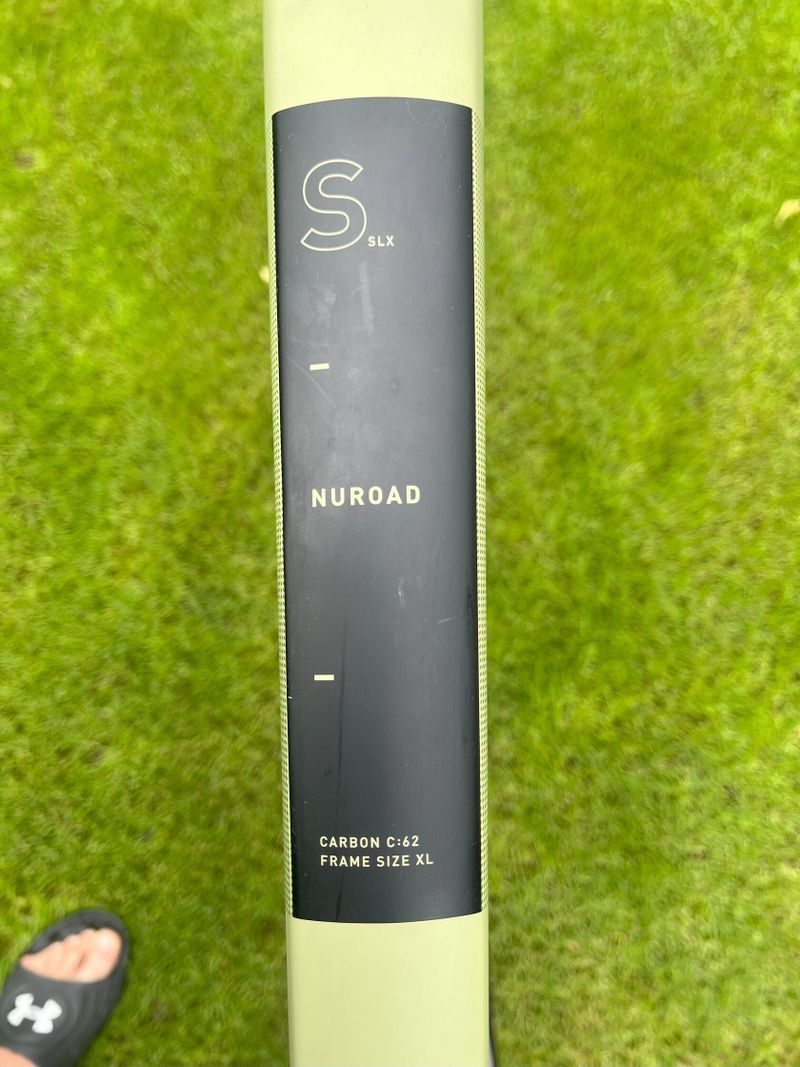 S SLX
NUROAD
CARBON C:62
FRAME SIZE XL